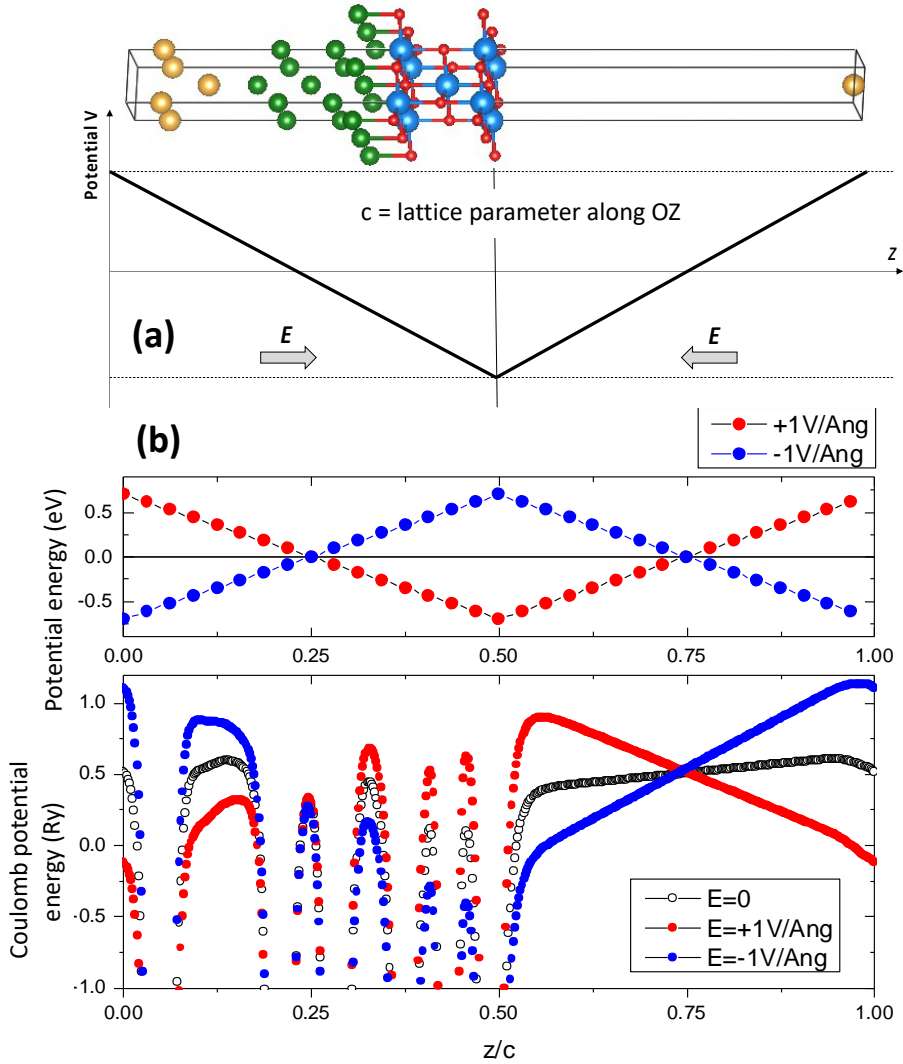 Potential V
c = lattice parameter along OZ
z
(a)
E
E
(b)
+1V/Ang
-1V/Ang
Potential energy (eV)
0.5
0.0
-0.5
0.00
0.25
0.50
0.75
1.00
Coulomb potential
energy (Ry)
1.0
0.5
0.0
-0.5
-1.0
E=0
E=+1V/Ang
E=-1V/Ang
0.00
0.25
0.50
0.75
1.00
z/c